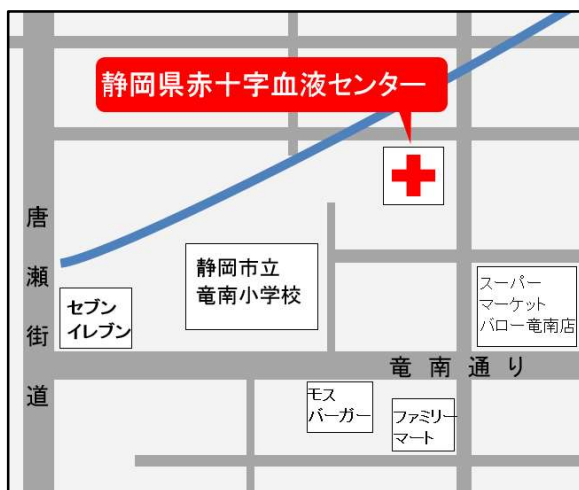 静岡県赤十字血液センター
唐瀬街道
静岡市立
竜南小学校
セブン
イレブン
スーパー
マーケット
バロー竜南店
竜南通り
モス
バーガー
ファミリー
マート